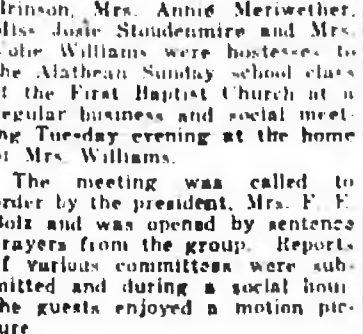 Brinson, Mrs. Annie Meriwether,
Miss Josie Stoudenmire and Mrs.
Williams were hostesses to
the Alathean Sunday school class
of the First Baptist Church at a
regular business and social meet-
ing Tuesday evening at the home
of Mrs. Williams.
The meeting was called to
order by the president, Mrs. F. E.
Bolz and was opened by sentence
prayers from the group. Reports
of various committees were sub-
mitted and during a social hour
the guests enjoyed a motion pic-
ture